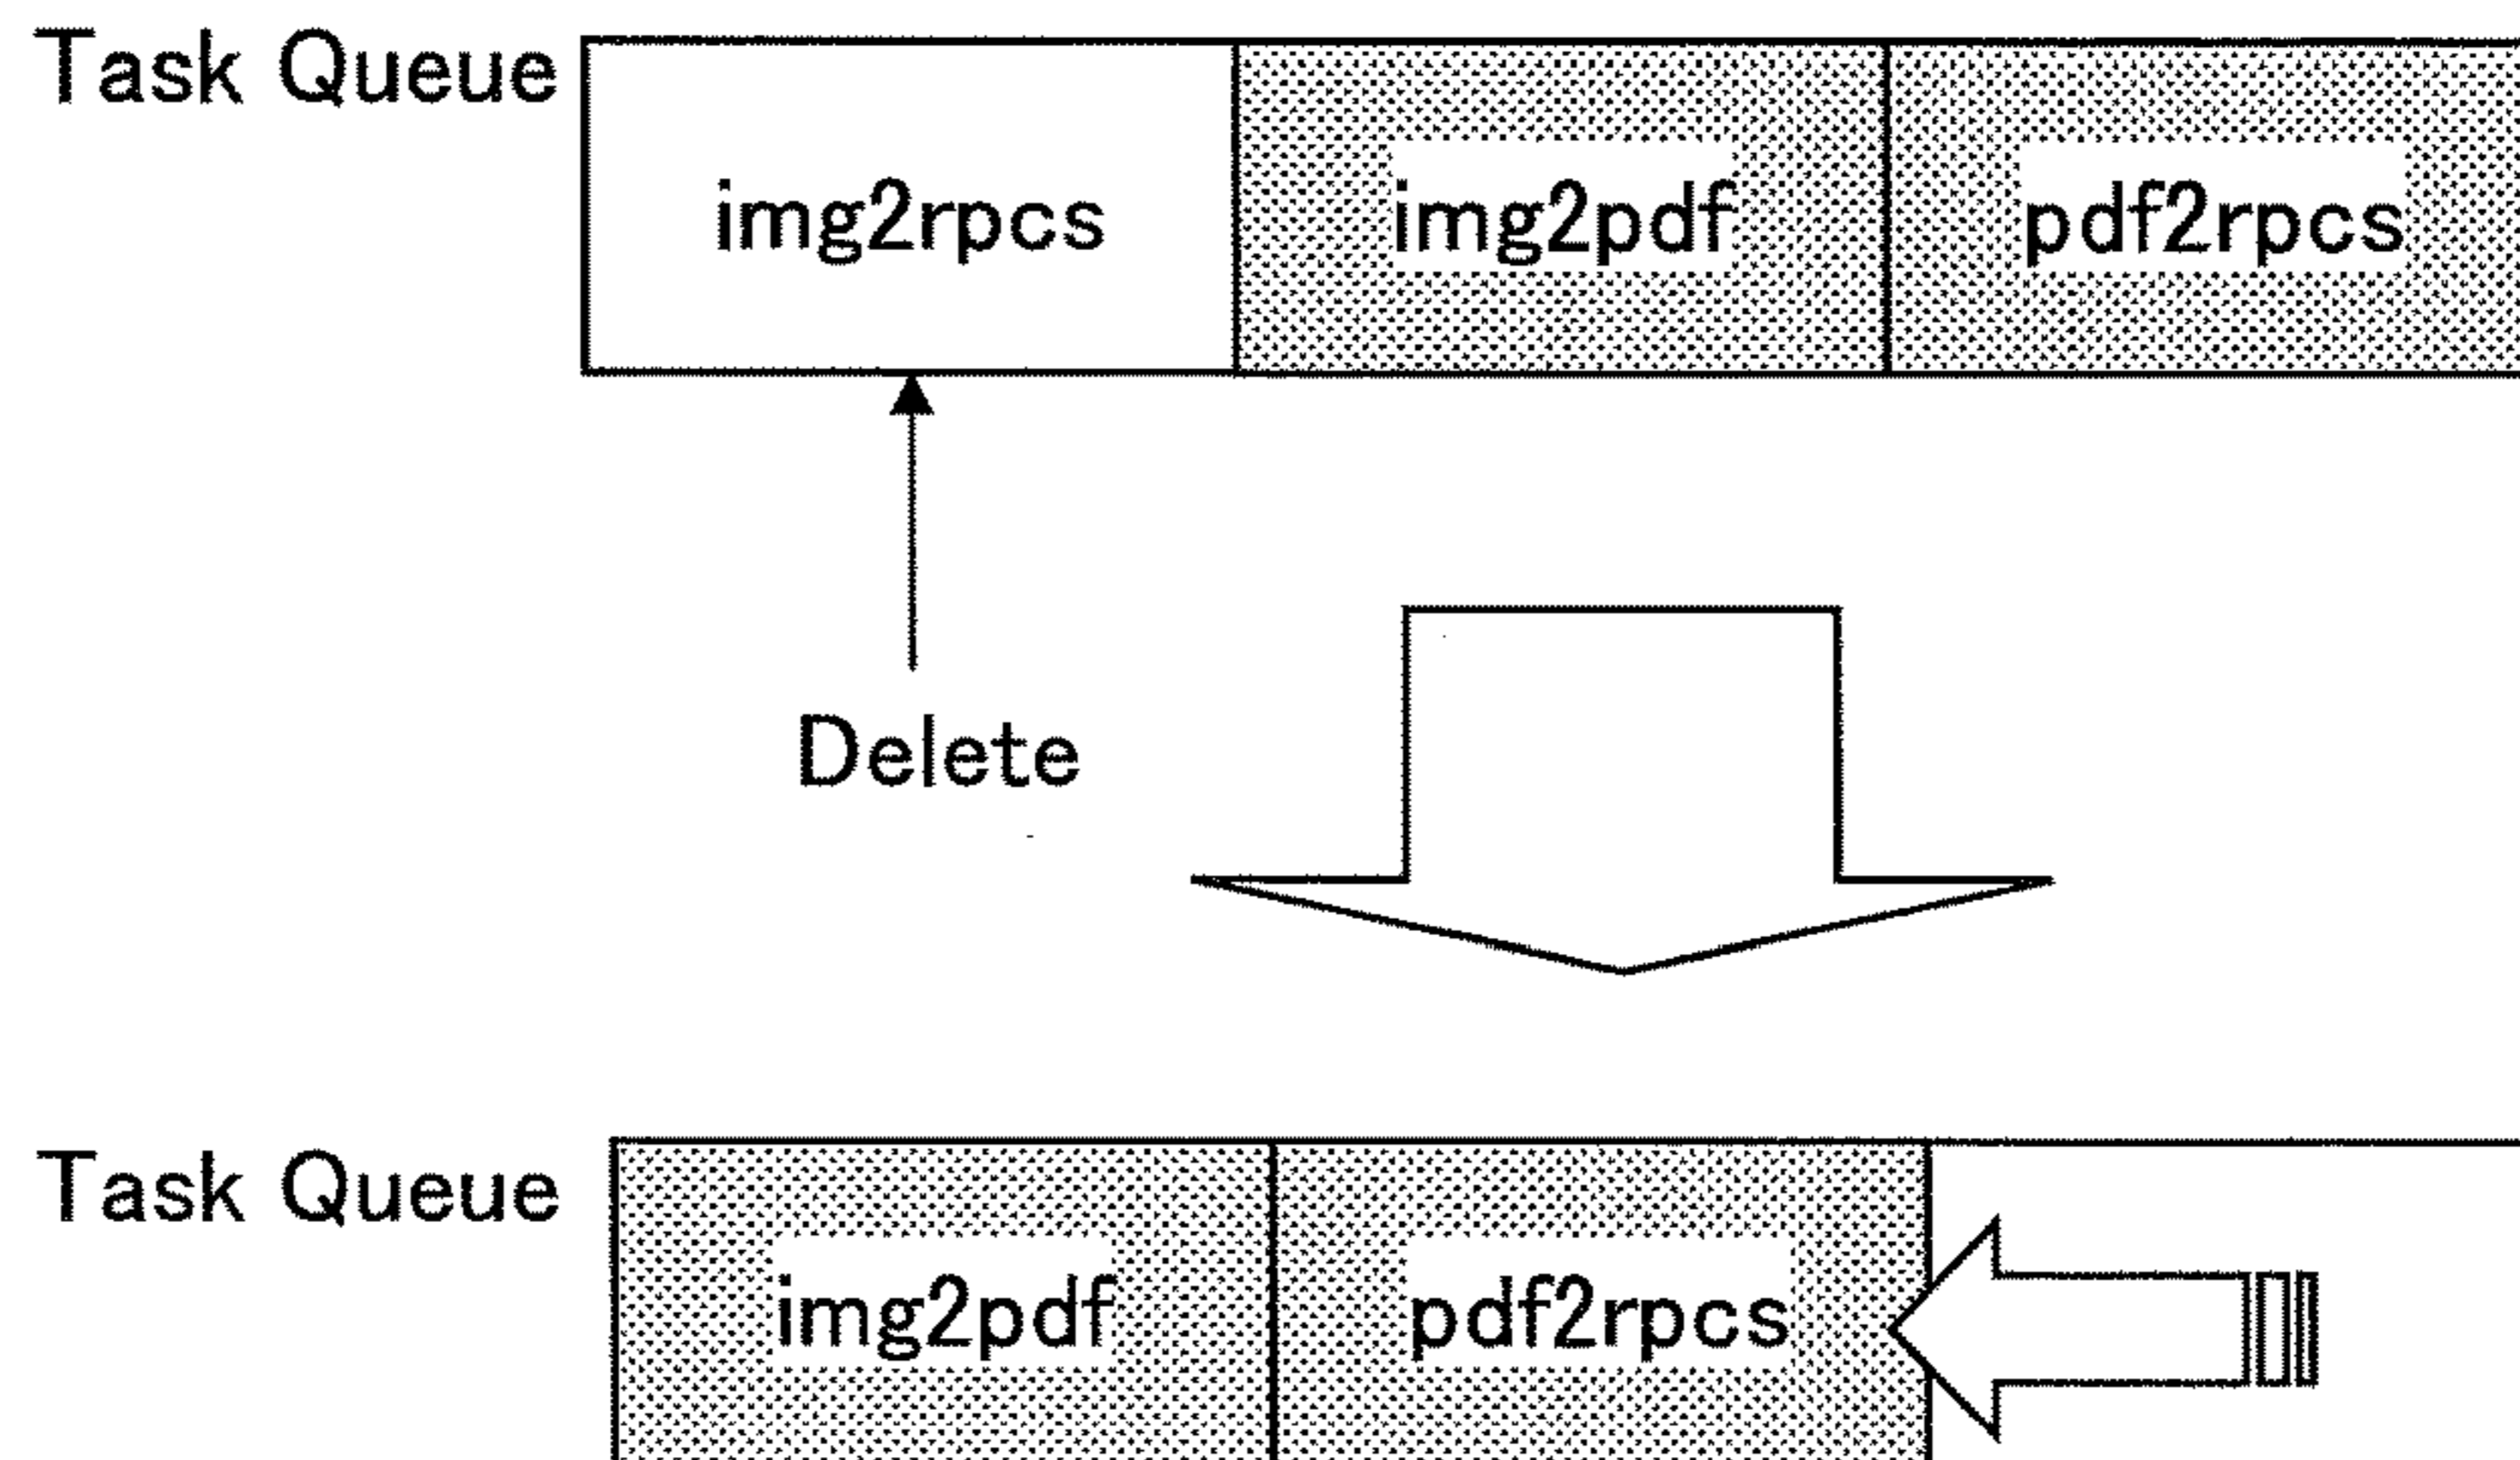 Task Queue
img2rpcs img2pdf pdf2rpcs
Delete
Task Queue
img2pdf pdf2rpcs